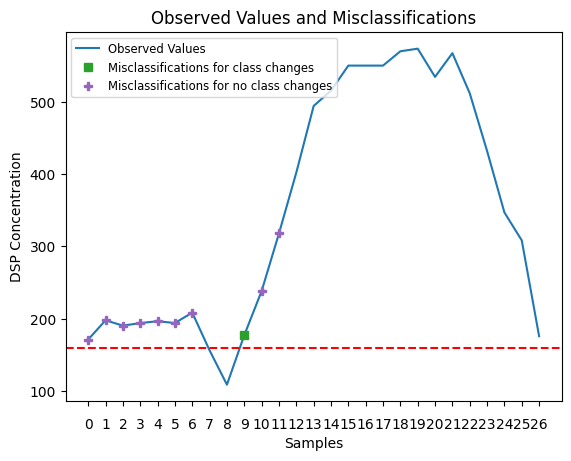 Observed Values and Misclassifications
Observed Values
Misclassifications for class changes
Misclassifications for no class changes
DSP Concentration
500
400
300
200
100
0 1 2 3 4 5 6 7 8 9 10 11 12 13 14 15 16 17 18 19 20 21 22 23 24 25 26
Samples